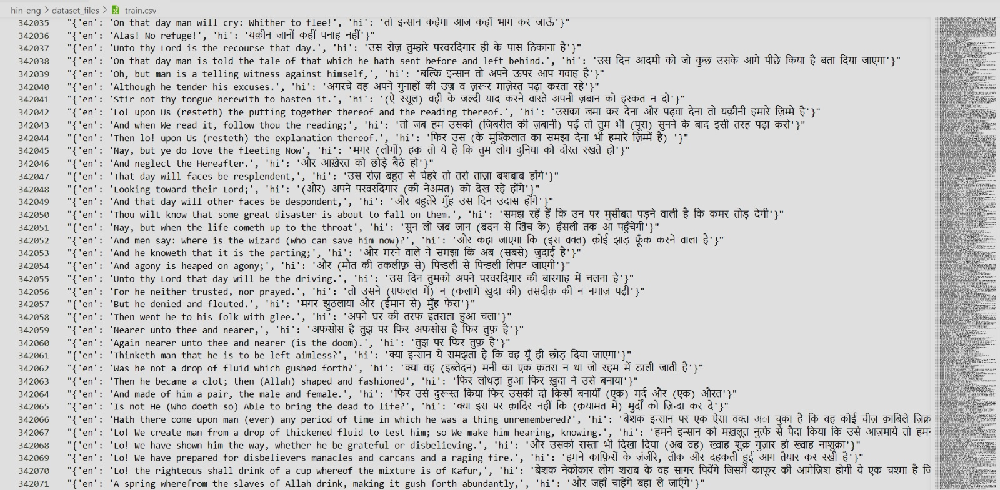 hin-eng > dataset_files > train.csv
342035 "{'en': 'On that day man will cry: Whither to flee!', 'hi': 'तो इन्सान कहेगा आज कहाँ भाग कर जाऊँ'}"
342036 "{'en': 'Alas! No refuge!', 'hi': 'यक़ीन जानों कहीं पनाह नहीं'}"
342037 "{'en': 'Unto thy Lord is the recourse that day.', 'hi': 'उस रोज़ तुम्हारे परवरदिगार ही के पास ठिकाना है'}"
342038 "{'en': 'On that day man is told the tale of that which he hath sent before and left behind.', 'hi': 'उस दिन आदमी को जो कुछ उसके आगे पीछे किया है बता दिया जाएगा'}"
342039 "{'en': 'Oh, but man is a telling witness against himself,', 'hi': 'बल्कि इन्सान तो अपने ऊपर आप गवाह है'}"
342040 "{'en': 'Although he tender his excuses.', 'hi': 'अगरचे वह अपने गुनाहों की उज्र व ज़रूर माज़ेरत पढ़ा करता रहे'}"
342041 "{'en': 'Stir not thy tongue herewith to hasten it.', 'hi': '(ऐ रसूल) वही के जल्दी याद करने वास्ते अपनी ज़बान को हरकत न दो'}"
342042 "{'en': 'Lo! upon Us (resteth) the putting together thereof and the reading thereof.', 'hi': 'उसका जमा कर देना और पढ़वा देना तो यक़ीनी हमारे ज़िम्मे है'}"
342043 "{'en': 'And when We read it, follow thou the reading;', 'hi': 'तो जब हम उसको (जिबरील की ज़बानी) पढ़ें तो तुम भी (पूरा) सुनने के बाद इसी तरह पढ़ा करो'}"
342044 "{'en': 'Then lo! upon Us (resteth) the explanation thereof.', 'hi': 'फिर उस (के मुश्किलात का समझा देना भी हमारे ज़िम्में है) '}"
342045 "{'en': 'Nay, but ye do love the fleeting Now', 'hi': 'मगर (लोगों) हक़ तो ये है कि तुम लोग दुनिया को दोस्त रखते हो'}"
342046 "{'en': 'And neglect the Hereafter.', 'hi': 'और आख़ेरत को छोड़े बैठे हो'}"
342047 "{'en': 'That day will faces be resplendent,', 'hi': 'उस रोज़ बहुत से चेहरे तो तरो ताज़ा बशबाब होंगे'}"
342048 "{'en': 'Looking toward their Lord;', 'hi': '(और) अपने परवरदिगार (की नेअमत) को देख रहे होंगे'}"
342049 "{'en': 'And that day will other faces be despondent,', 'hi': 'और बहुतेरे मुँह उस दिन उदास होंगे'}"
342050 "{'en': 'Thou wilt know that some great disaster is about to fall on them.', 'hi': 'समझ रहें हैं कि उन पर मुसीबत पड़ने वाली है कि कमर तोड़ देगी'}"
342051 "{'en': 'Nay, but when the life cometh up to the throat', 'hi': 'सुन लो जब जान (बदन से खिंच के) हँसली तक आ पहुँचेगी'}"
342052 "{'en': 'And men say: Where is the wizard (who can save him now)?', 'hi': 'और कहा जाएगा कि (इस वक्त) क़ोई झाड़ फूँक करने वाला है'}"
342053 "{'en': 'And he knoweth that it is the parting;', 'hi': 'और मरने वाले ने समझा कि अब (सबसे) जुदाई है'}"
342054 "{'en': 'And agony is heaped on agony;', 'hi': 'और (मौत की तकलीफ़ से) पिन्डली से पिन्डली लिपट जाएगी'}"
342055 "{'en': 'Unto thy Lord that day will be the driving.', 'hi': 'उस दिन तुमको अपने परवरदिगार की बारगाह में चलना है'}"
342056 "{'en': 'For he neither trusted, nor prayed.', 'hi': 'तो उसने (ग़फलत में) न (कलामे ख़ुदा की) तसदीक़ की न नमाज़ पढ़ी'}"
342057 "{'en': 'But he denied and flouted.', 'hi': 'मगर झुठलाया और (ईमान से) मुँह फेरा'}"
342058 "{'en': 'Then went he to his folk with glee.', 'hi': 'अपने घर की तरफ इतराता हुआ चला'}"
342059 "{'en': 'Nearer unto thee and nearer,', 'hi': 'अफसोस है तुझ पर फिर अफसोस है फिर तुफ़ है'}"
342060 "{'en': 'Again nearer unto thee and nearer (is the doom).', 'hi': 'तुझ पर फिर तुफ़ है'}"
342061 "{'en': 'Thinketh man that he is to be left aimless?', 'hi': 'क्या इन्सान ये समझता है कि वह यूँ ही छोड़ दिया जाएगा'}"
342062 "{'en': 'Was he not a drop of fluid which gushed forth?', 'hi': 'क्या वह (इब्तेदन) मनी का एक क़तरा न था जो रहम में डाली जाती है'}"
342063 "{'en': 'Then he became a clot; then (Allah) shaped and fashioned', 'hi': 'फिर लोथड़ा हुआ फिर ख़ुदा ने उसे बनाया'}"
342064 "{'en': 'And made of him a pair, the male and female.', 'hi': 'फिर उसे दुरूस्त किया फिर उसकी दो किस्में बनायीं (एक) मर्द और (एक) औरत'}"
342065 "{'en': 'Is not He (Who doeth so) Able to bring the dead to life?', 'hi': 'क्या इस पर क़ादिर नहीं कि (क़यामत में) मुर्दों को ज़िन्दा कर दे'}"
342066 "{'en': 'Hath there come upon man (ever) any period of time in which he was a thing unremembered?', 'hi': 'बेशक इन्सान पर एक ऐसा वक्त अा चुका है कि वह कोई चीज़ क़ाबिले ज़िक्र
342067 "{'en': 'Lo! We create man from a drop of thickened fluid to test him; so We make him hearing, knowing.', 'hi': 'हमने इन्सान को मख़लूत नुत्फे से पैदा किया कि उसे आज़माये तो हमन
342068 "{'en': 'Lo! We have shown him the way, whether he be grateful or disbelieving.', 'hi': 'और उसको रास्ता भी दिखा दिया (अब वह) ख्वाह शुक्र गुज़ार हो ख्वाह नाशुक्रा'}"
342069 "{'en': 'Lo! We have prepared for disbelievers manacles and carcans and a raging fire.', 'hi': 'हमने काफ़िरों के ज़ंजीरे, तौक और दहकती हुई आग तैयार कर रखी है'}"
342070 "{'en': 'Lo! the righteous shall drink of a cup whereof the mixture is of Kafur,', 'hi': 'बेशक नेकोकार लोग शराब के वह सागर पियेंगे जिसमें काफूर की आमेज़िश होगी ये एक चश्मा है जि
342071 "{'en': 'A spring wherefrom the slaves of Allah drink, making it gush forth abundantly,', 'hi': 'और जहाँ चाहेंगे बहा ले जाएँगे'}"